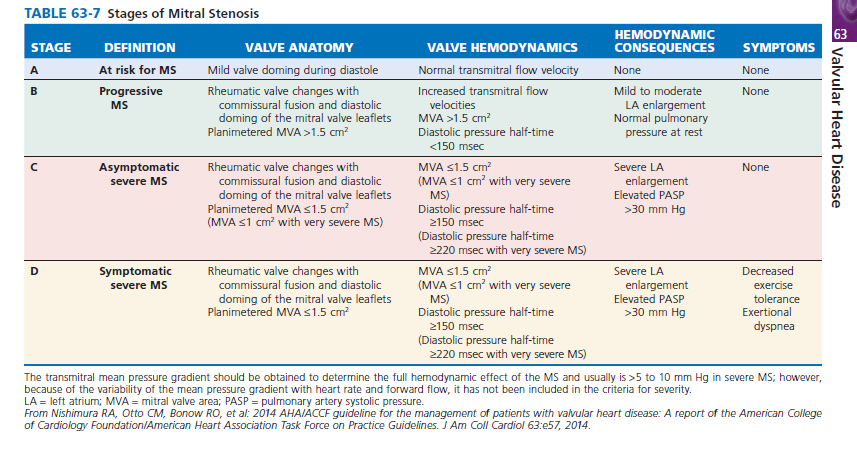 TABLE 63-7 Stages of Mitral Stenosis
STAGE DEFINITION VALVE ANATOMY VALVE HEMODYNAMICS HEMODYNAMIC CONSEQUENCES SYMPTOMS
A At risk for MS Mild valve doming during diastole Normal transmitral flow velocity None None
B Progressive MS
Rheumatic valve changes with
commissural fusion and diastolic
doming of the mitral valve leaflets
Planimetered MVA >1.5 cm²
Increased transmitral flow
velocities
MVA >1.5 cm²
Diastolic pressure half-time
<150 msec
Mild to moderate
LA enlargement
Normal pulmonary
pressure at rest
None
C Asymptomatic severe MS
Rheumatic valve changes with
commissural fusion and diastolic
doming of the mitral valve leaflets
Planimetered MVA ≤1.5 cm²
(MVA ≤1 cm² with very severe MS)
MVA ≤1.5 cm²
(MVA ≤1 cm² with very severe
MS)
Diastolic pressure half-time
≥150 msec
(Diastolic pressure half-time
≥220 msec with very severe MS)
Severe LA
enlargement
Elevated PASP
>30 mm Hg
None
D Symptomatic severe MS
Rheumatic valve changes with
commissural fusion and diastolic
doming of the mitral valve leaflets
Planimetered MVA ≤1.5 cm²
MVA ≤1.5 cm²
(MVA ≤1 cm² with very severe
MS)
Diastolic pressure half-time
≥150 msec
(Diastolic pressure half-time
≥220 msec with very severe MS)
Severe LA
enlargement
Elevated PASP
>30 mm Hg
Decreased
exercise
tolerance
Exertional
dyspnea
The transmitral mean pressure gradient should be obtained to determine the full hemodynamic effect of the MS and usually is >5 to 10 mm Hg in severe MS; however,
because of the variability of the mean pressure gradient with heart rate and forward flow, it has not been included in the criteria for severity.
LA = left atrium; MVA = mitral valve area; PASP = pulmonary artery systolic pressure.
From Nishimura RA, Otto CM, Bonow RO, et al: 2014 AHA/ACCF guideline for the management of patients with valvular heart disease: A report of the American College
of Cardiology Foundation/American Heart Association Task Force on Practice Guidelines. J Am Coll Cardiol 63:e57, 2014.
63
Valvular Heart Disease